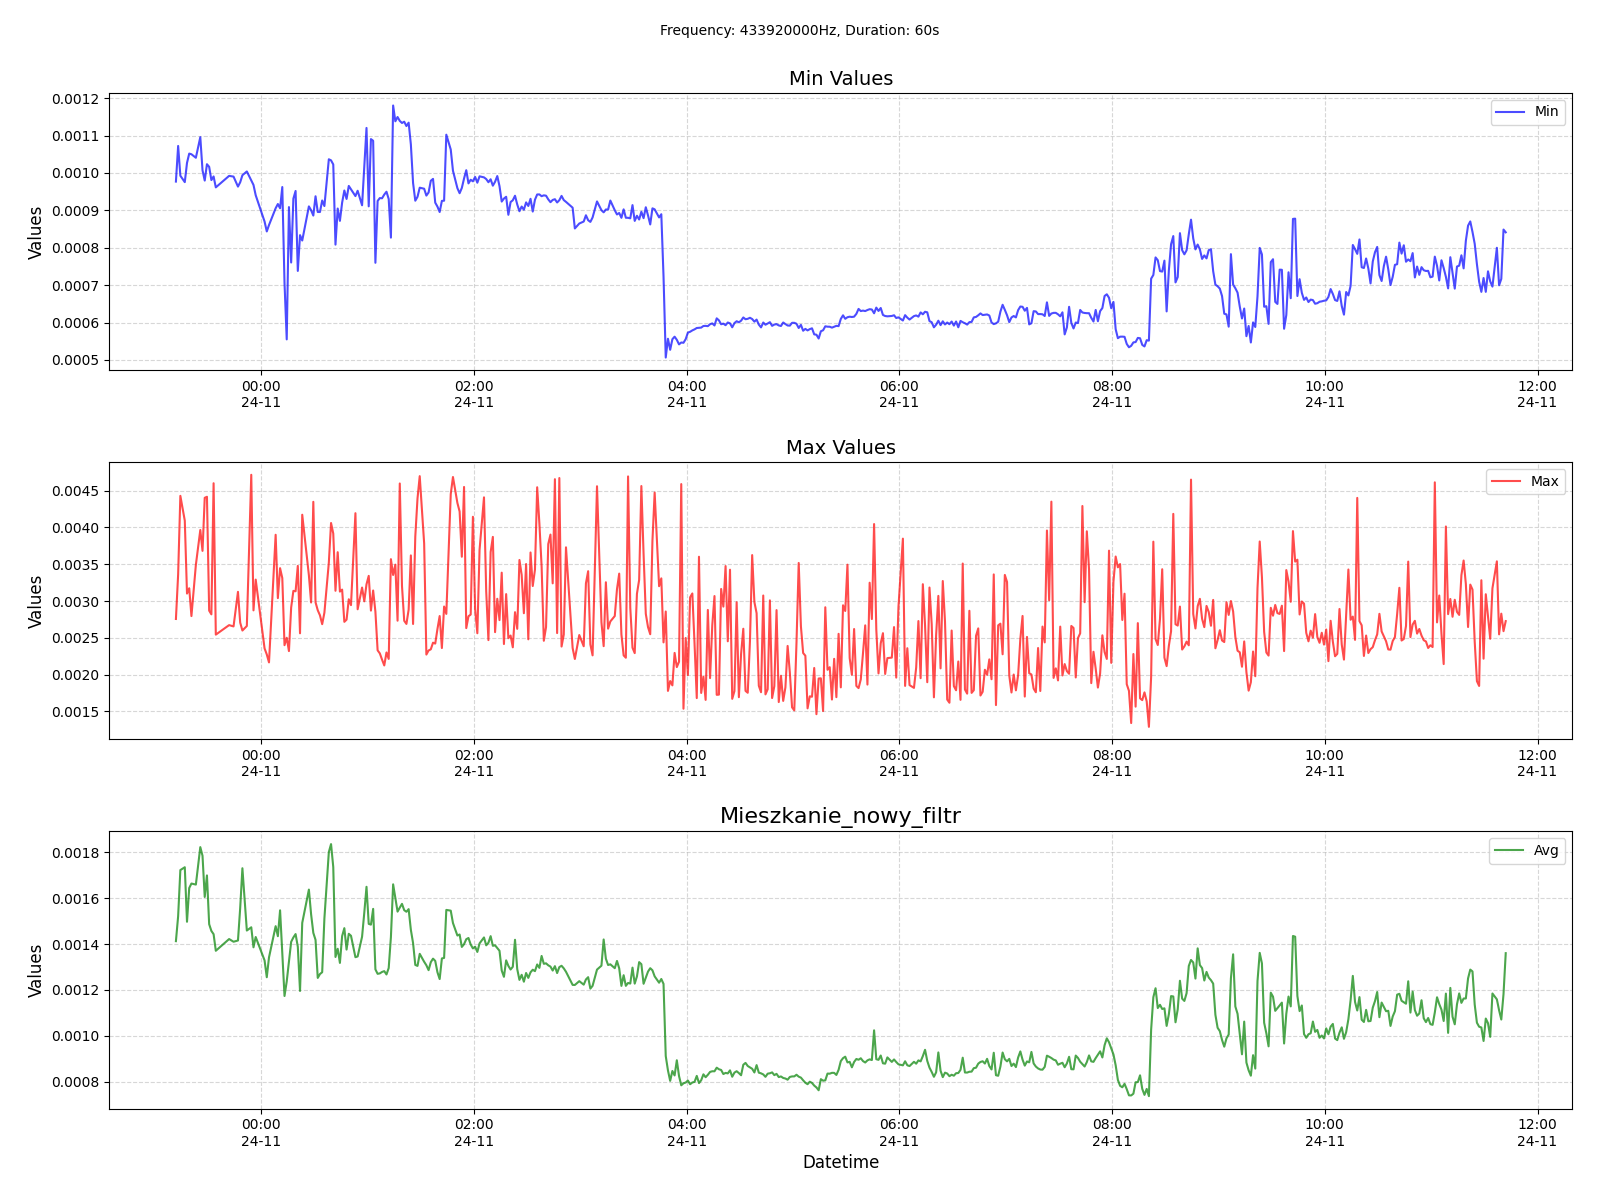 Frequency: 433920000Hz, Duration: 60s
Min Values
Values
0.0012
0.0011
0.0010
0.0009
0.0008
0.0007
0.0006
0.0005
Min
00:00 02:00 04:00 06:00 08:00 10:00 12:00
24-11 24-11 24-11 24-11 24-11 24-11 24-11
Max Values
Values
0.0045
0.0040
0.0035
0.0030
0.0025
0.0020
0.0015
Max
00:00 02:00 04:00 06:00 08:00 10:00 12:00
24-11 24-11 24-11 24-11 24-11 24-11 24-11
Mieszkanie_nowy_filtr
Values
0.0018
0.0016
0.0014
0.0012
0.0010
0.0008
Avg
00:00 02:00 04:00 06:00 08:00 10:00 12:00
24-11 24-11 24-11 24-11 24-11 24-11 24-11
Datetime